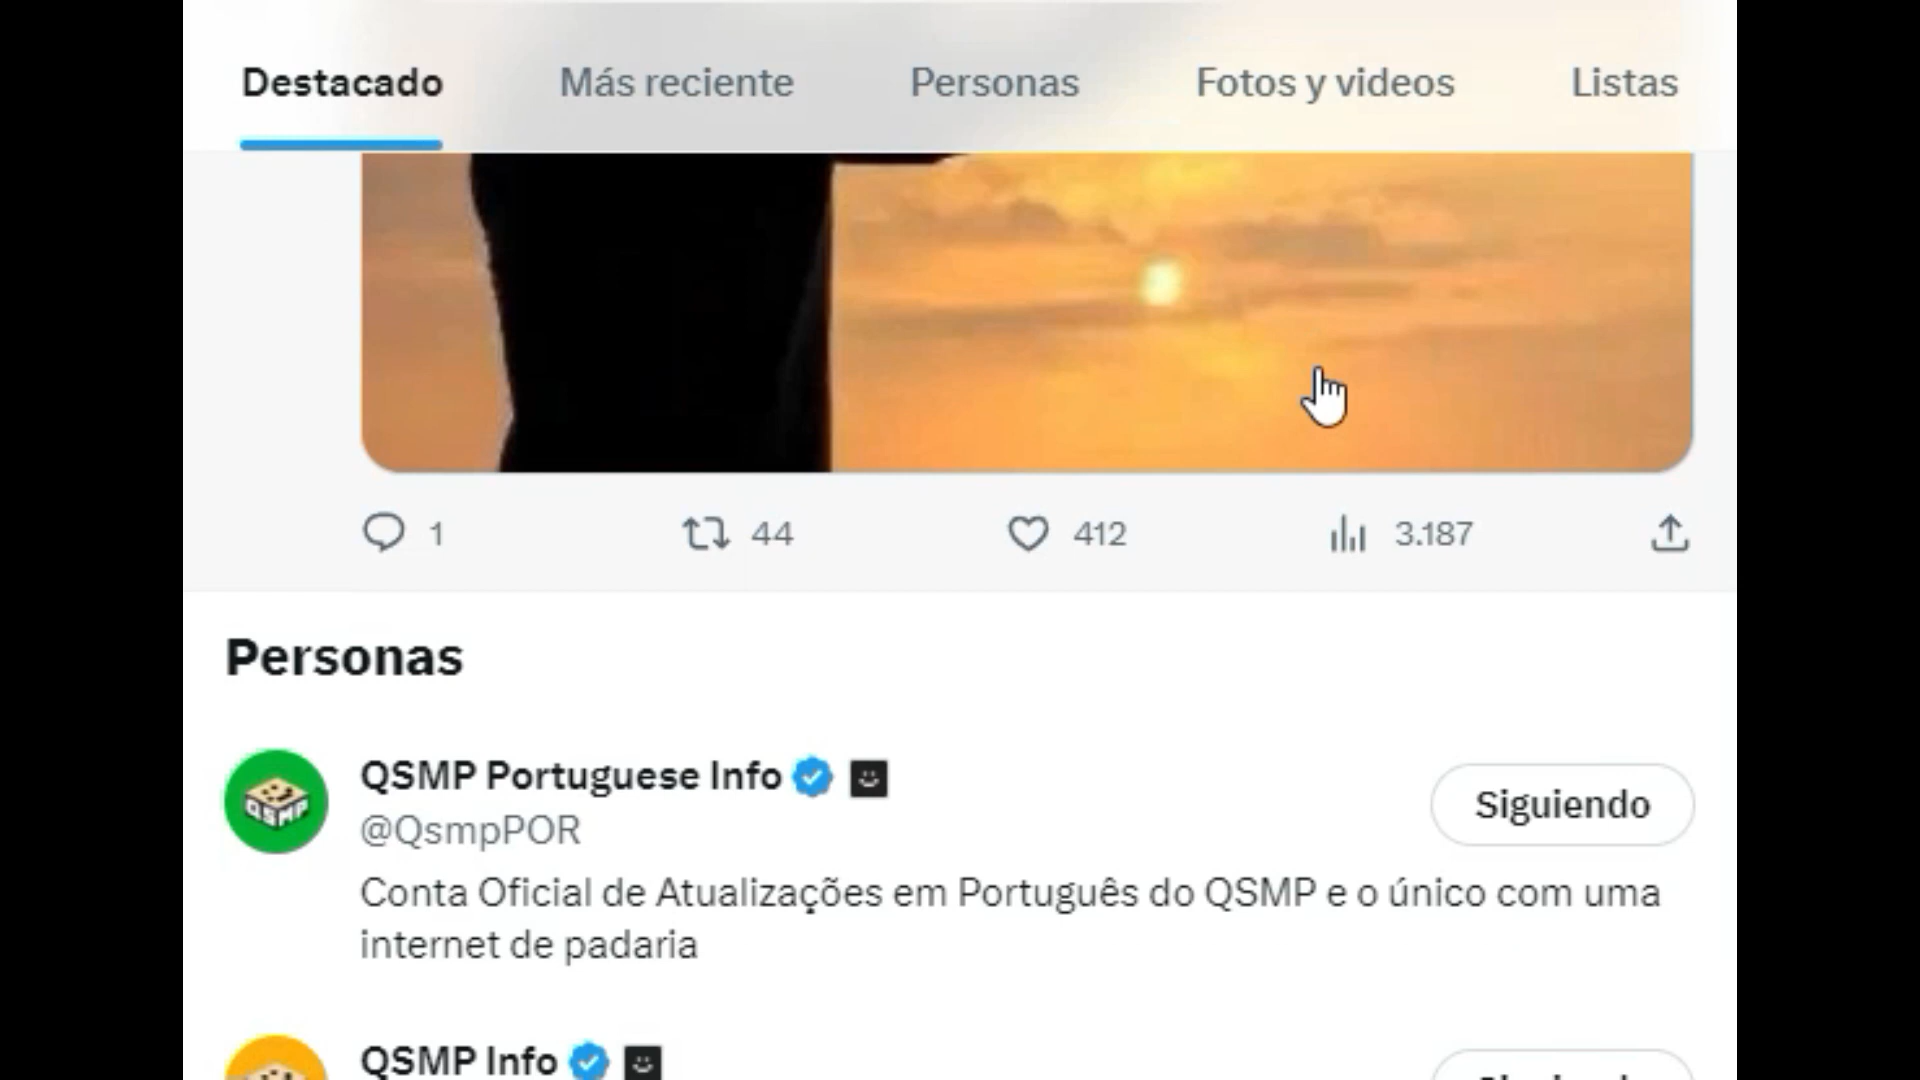 Destacado Más reciente Personas Fotos y videos Listas
1 44 412 3.187
Personas
QSMP Portuguese Info
@QsmpPOR
Siguiendo
Conta Oficial de Atualizações em Português do QSMP e o único com uma
internet de padaria
QSMP
QSMP Info